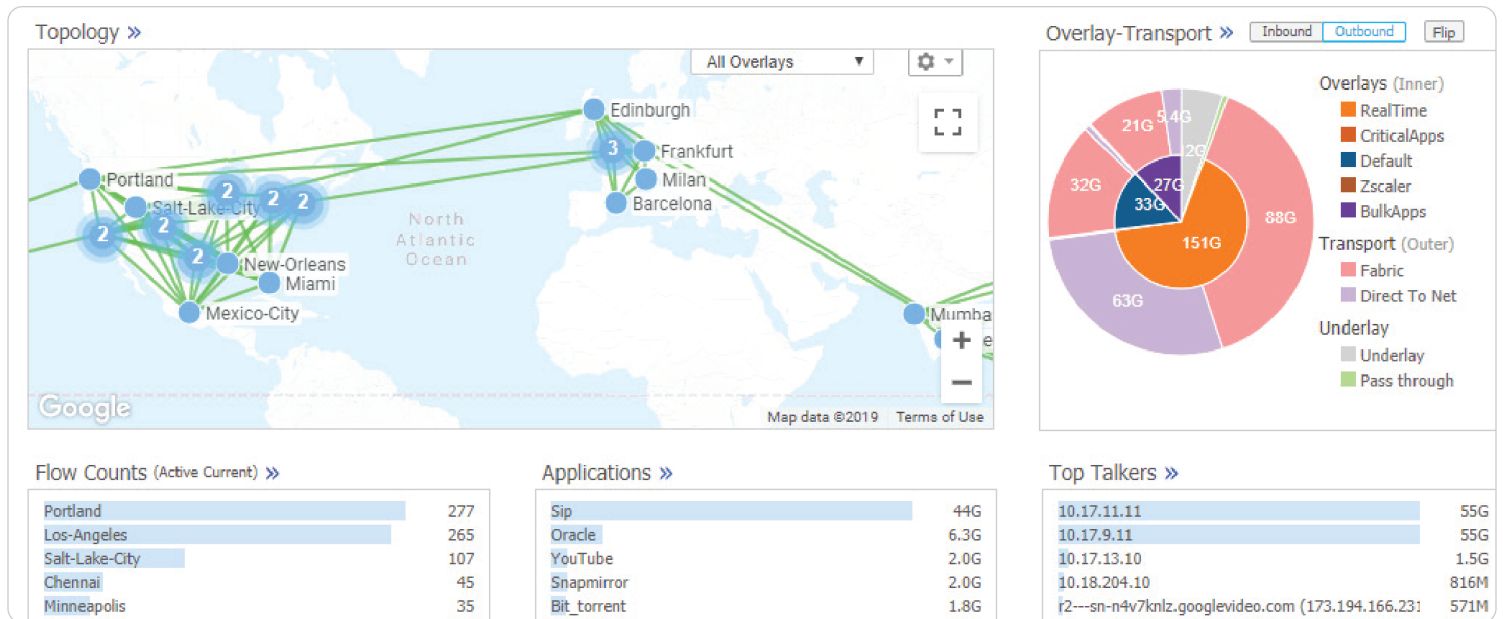 Topology »
All Overlays ▼
Edinburgh
3
Frankfurt
Milan
Barcelona
Portland
2
2
2
Salt-Lake-City
2
2
2
New-Orleans
Miami
Mexico-City
North
Atlantic
Ocean
Mumba
e
+
−
Google
Map data ©2019 Terms of Use
Overlay-Transport » Inbound Outbound Flip
21G
5.4G
2G
32G
27G
33G
88G
151G
63G
Overlays (Inner)
RealTime
CriticalApps
Default
Zscaler
BulkApps
Transport (Outer)
Fabric
Direct To Net
Underlay
Underlay
Pass through
Flow Counts (Active Current) »
Portland 277
Los-Angeles 265
Salt-Lake-City 107
Chennai 45
Minneapolis 35
Applications »
Sip 44G
Oracle 6.3G
YouTube 2.0G
Snapmirror 2.0G
Bit_torrent 1.8G
Top Talkers »
10.17.11.11 55G
10.17.9.11 55G
10.17.13.10 1.5G
10.18.204.10 816M
r2---sn-n4v7knlz.googlevideo.com (173.194.166.231 571M